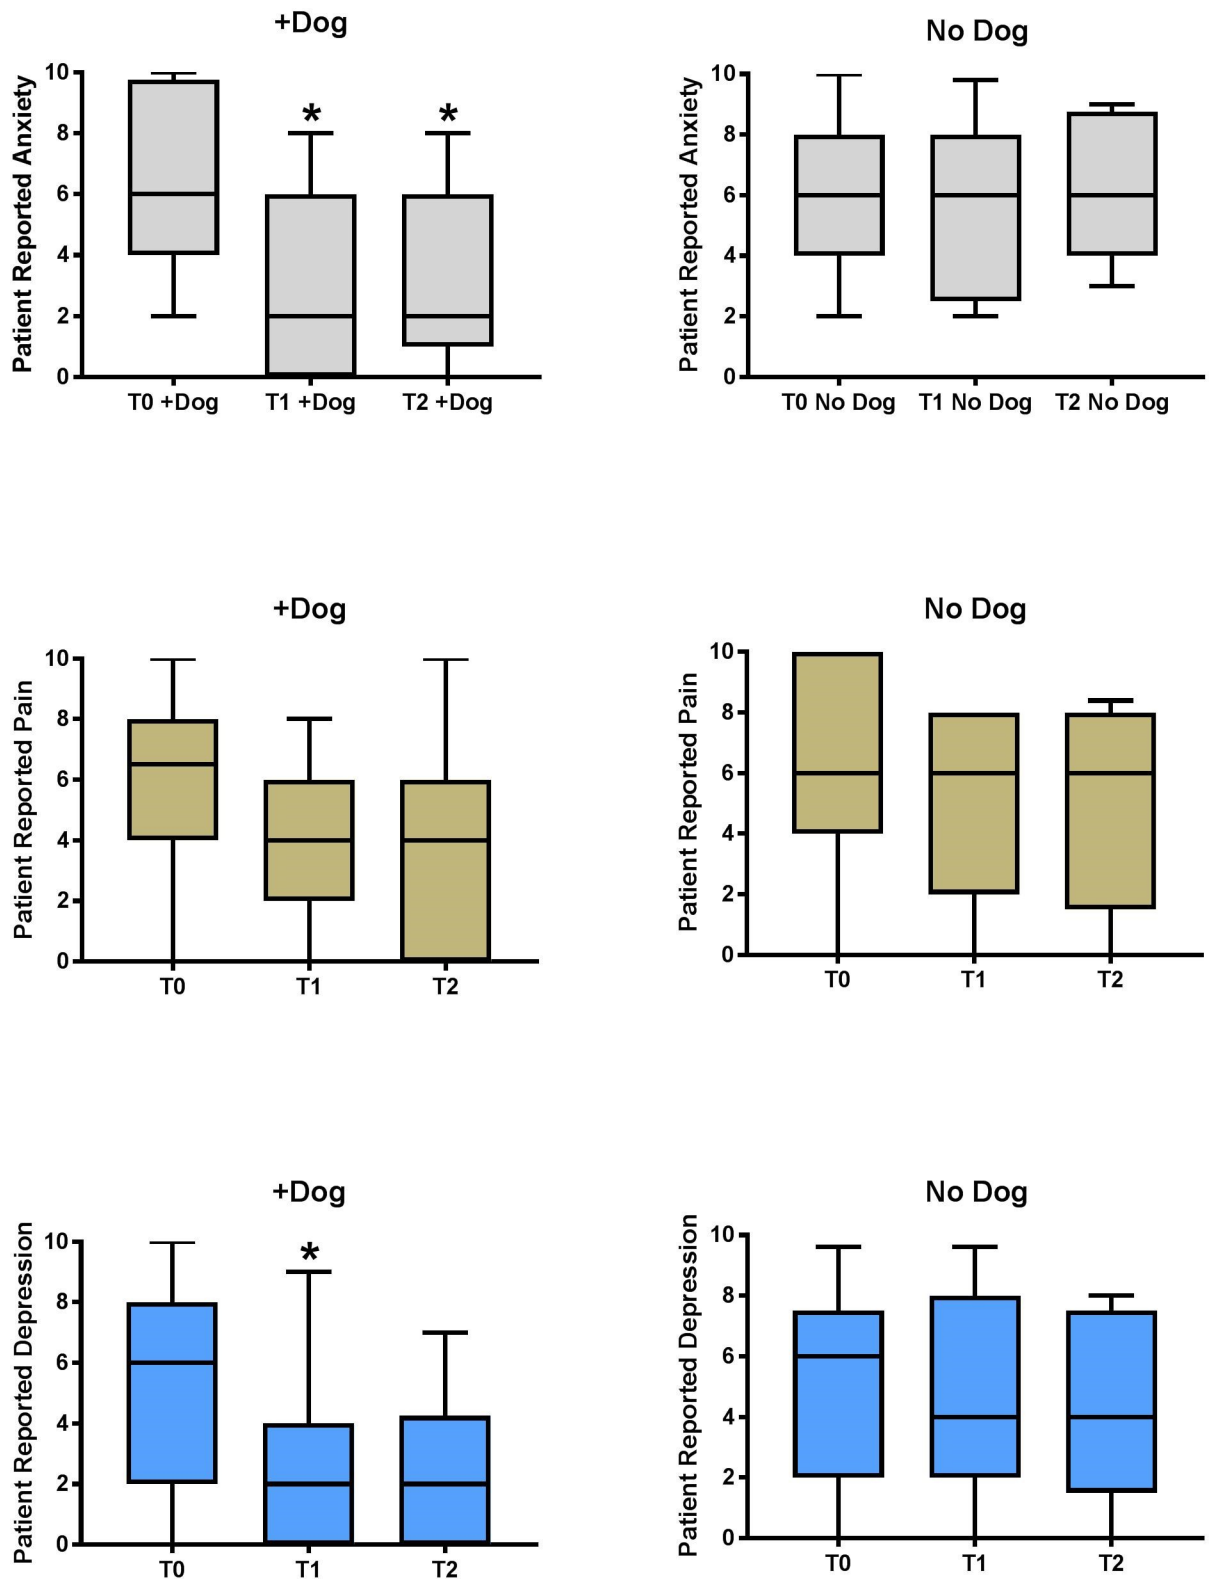 +Dog
No Dog
Patient Reported Anxiety
10
8
6
4
2
0
* *
T0 +Dog T1 +Dog T2 +Dog
Patient Reported Anxiety
10
8
6
4
2
0
T0 No Dog T1 No Dog T2 No Dog
+Dog
No Dog
Patient Reported Pain
10
8
6
4
2
0
T0 T1 T2
Patient Reported Pain
10
8
6
4
2
0
T0 T1 T2
+Dog
No Dog
Patient Reported Depression
10
8
6
4
2
0
*
T0 T1 T2
Patient Reported Depression
10
8
6
4
2
0
T0 T1 T2